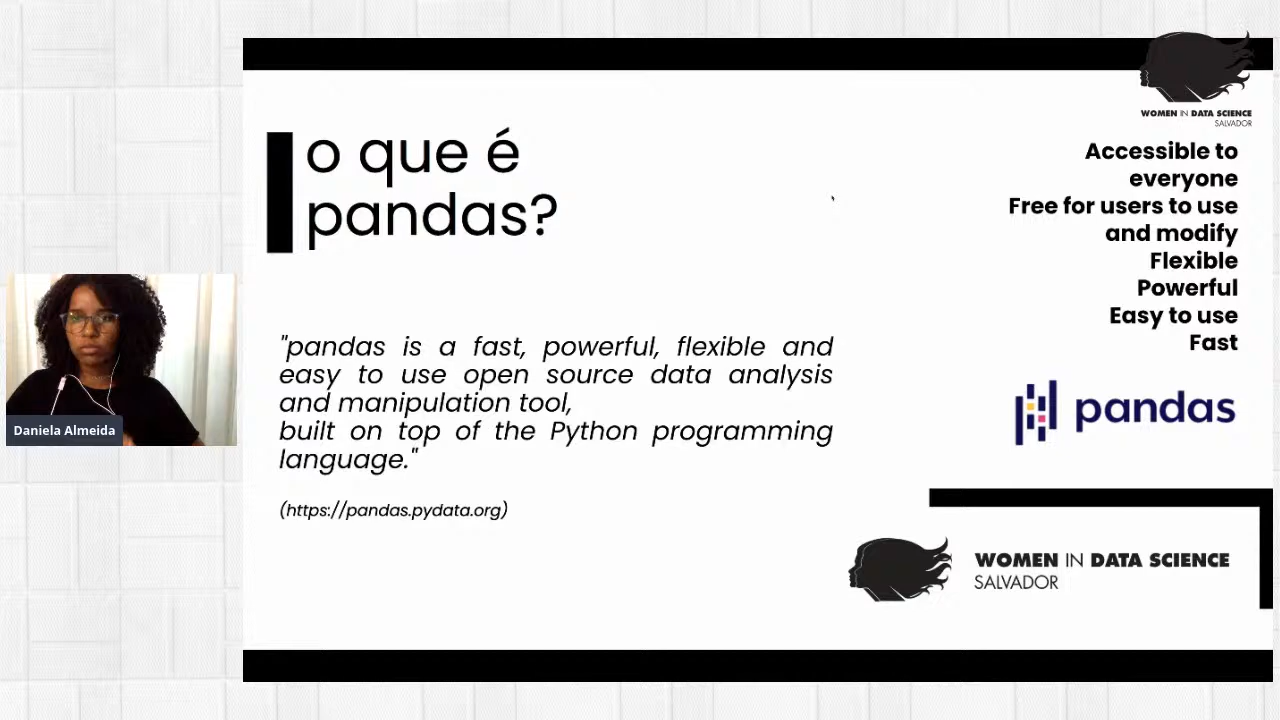 WOMEN IN DATA SCIENCE
SALVADOR
o que é
pandas?
Accessible to
everyone
Free for users to use
and modify
Flexible
Powerful
Easy to use
Fast
"pandas is a fast, powerful, flexible and
easy to use open source data analysis
and manipulation tool,
built on top of the Python programming
language."
(https://pandas.pydata.org)
pandas
WOMEN IN DATA SCIENCE
SALVADOR
Daniela Almeida